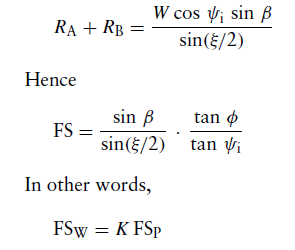 R_A + R_B = W cos ψ_i sin β / sin(ξ/2)
Hence
FS = sin β / sin(ξ/2) · tan ϕ / tan ψ_i
In other words,
FS_W = K FS_P